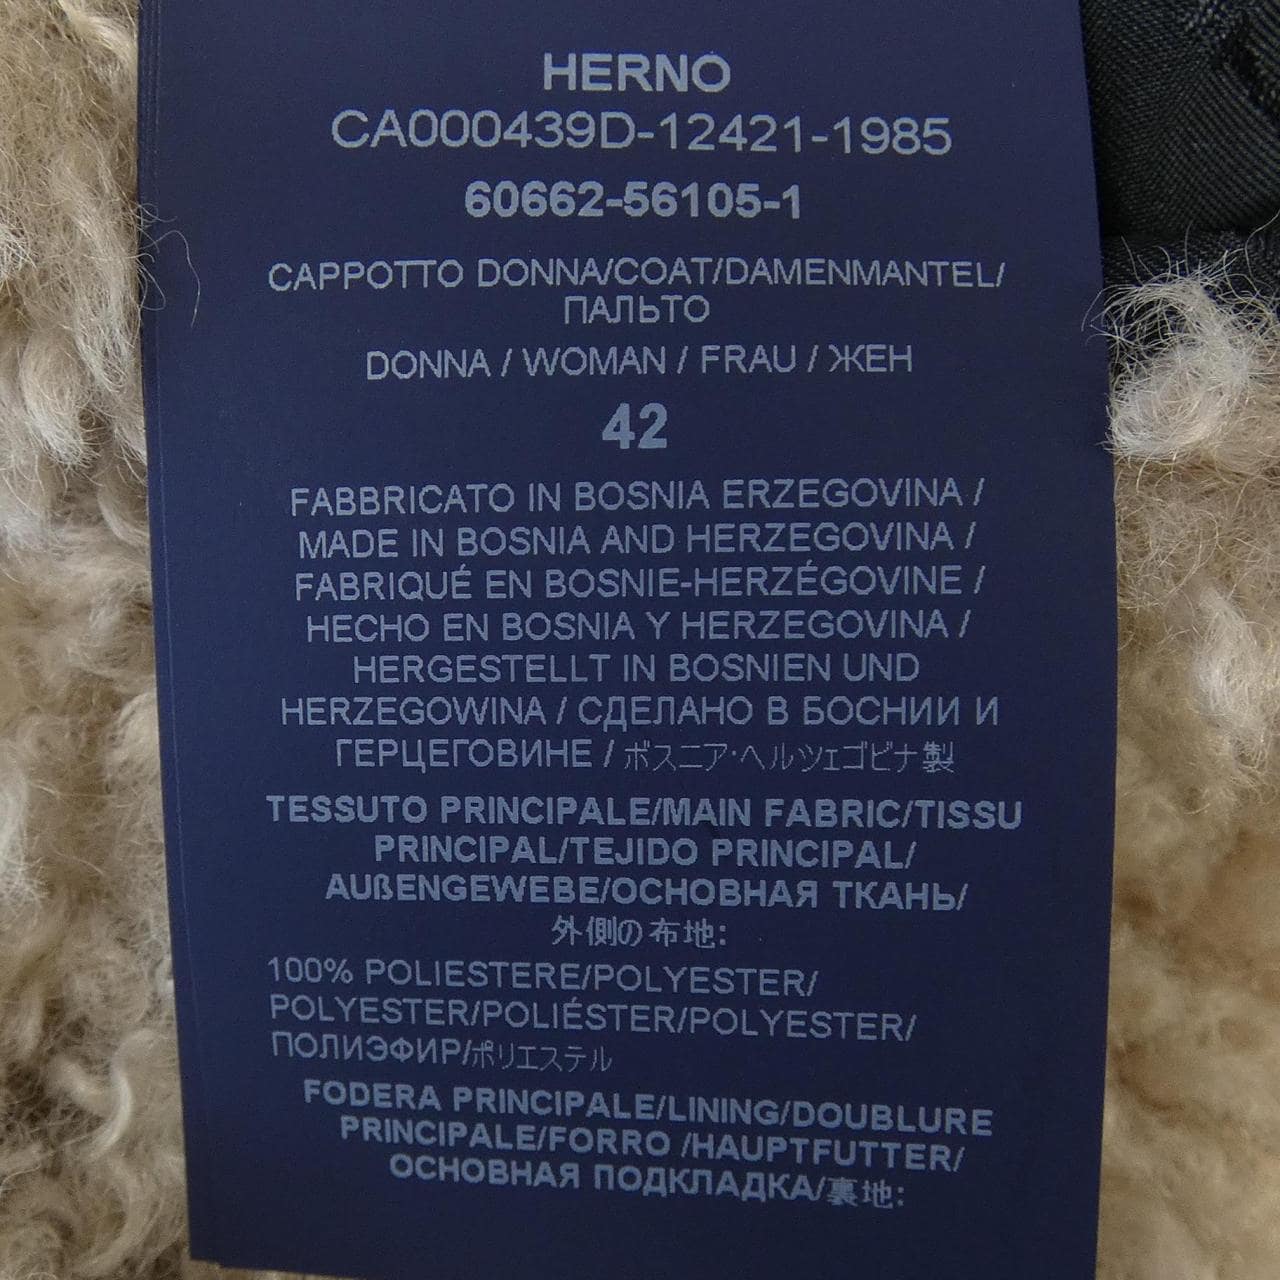 HERNO
CA000439D-12421-1985
60662-56105-1
CAPPOTTO DONNA/COAT/DAMENMANTEL/
ПАЛЬТО
DONNA / WOMAN / FRAU / ЖЕН
42
FABBRICATO IN BOSNIA ERZEGOVINA /
MADE IN BOSNIA AND HERZEGOVINA /
FABRIQUÉ EN BOSNIE-HERZÉGOVINE /
HECHO EN BOSNIA Y HERZEGOVINA /
HERGESTELLT IN BOSNIEN UND
HERZEGOWINA / СДЕЛАНО В БОСНИИ И
ГЕРЦЕГОВИНЕ / ボスニア・ヘルツェゴビナ製
TESSUTO PRINCIPALE/MAIN FABRIC/TISSU
PRINCIPAL/TEJIDO PRINCIPAL/
AUßENGEWEBE/ОСНОВНАЯ ТКАНЬ/
外側の布地:
100% POLIESTERE/POLYESTER/
POLYESTER/POLIÉSTER/POLYESTER/
ПОЛИЭФИР/ポリエステル
FODERA PRINCIPALE/LINING/DOUBLURE
PRINCIPALE/FORRO /HAUPTFUTTER/
ОСНОВНАЯ ПОДКЛАДКА/裏地: